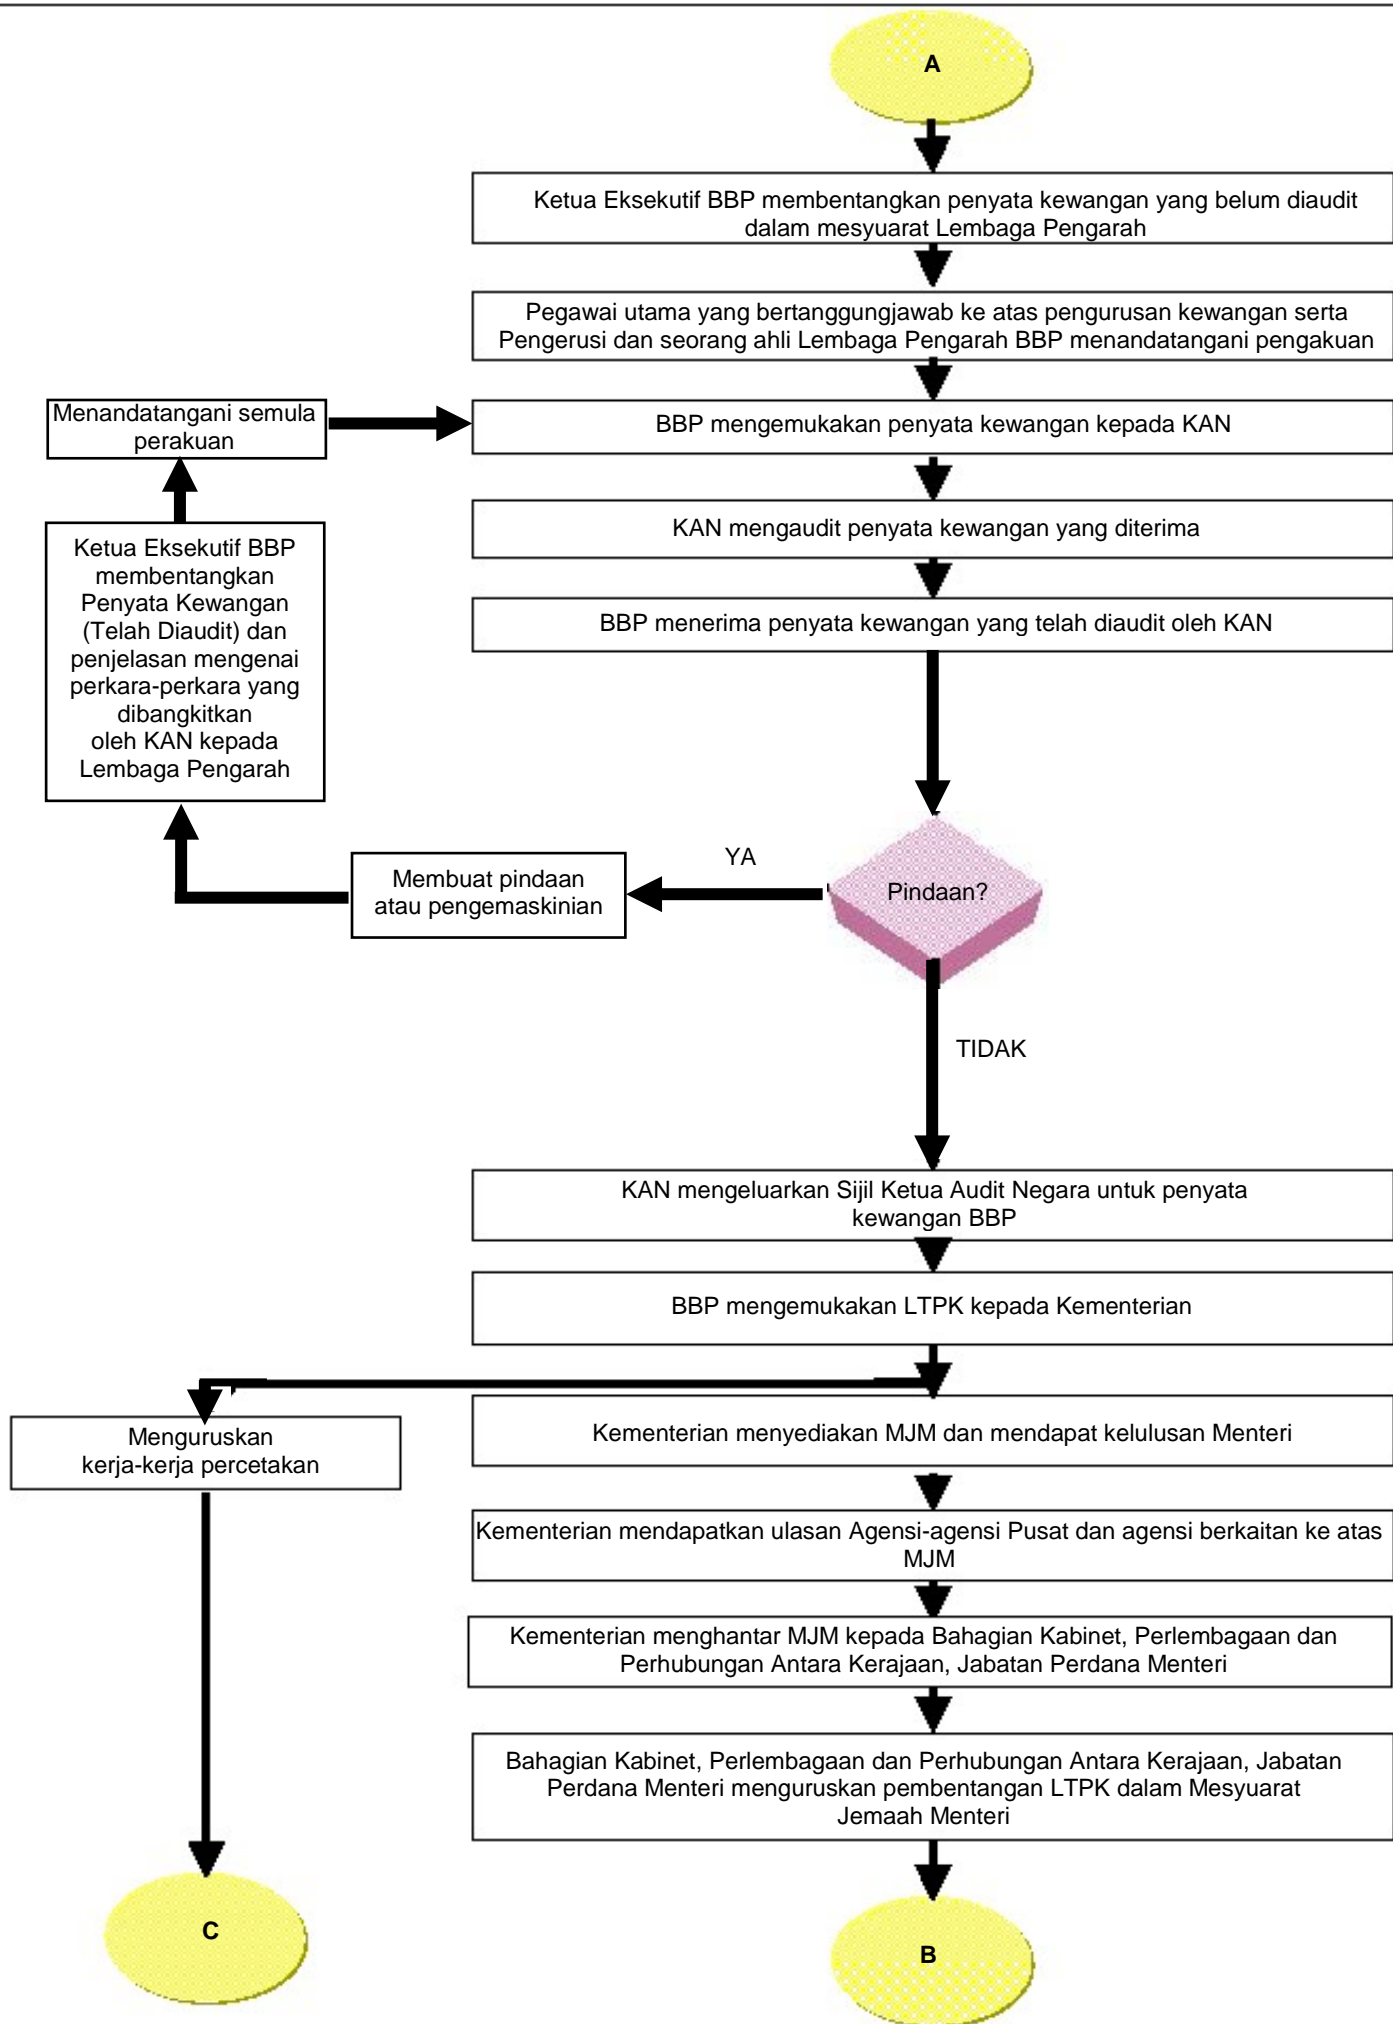 A
Ketua Eksekutif BBP membentangkan penyata kewangan yang belum diaudit
dalam mesyuarat Lembaga Pengarah
Pegawai utama yang bertanggungjawab ke atas pengurusan kewangan serta
Pengerusi dan seorang ahli Lembaga Pengarah BBP menandatangani pengakuan
Menandatangani semula
perakuan
BBP mengemukakan penyata kewangan kepada KAN
KAN mengaudit penyata kewangan yang diterima
Ketua Eksekutif BBP
membentangkan
Penyata Kewangan
(Telah Diaudit) dan
penjelasan mengenai
perkara-perkara yang
dibangkitkan
oleh KAN kepada
Lembaga Pengarah
BBP menerima penyata kewangan yang telah diaudit oleh KAN
YA
Membuat pindaan
atau pengemaskinian
Pindaan?
TIDAK
KAN mengeluarkan Sijil Ketua Audit Negara untuk penyata
kewangan BBP
BBP mengemukakan LTPK kepada Kementerian
Menguruskan
kerja-kerja percetakan
Kementerian menyediakan MJM dan mendapat kelulusan Menteri
Kementerian mendapatkan ulasan Agensi-agensi Pusat dan agensi berkaitan ke atas
MJM
Kementerian menghantar MJM kepada Bahagian Kabinet, Perlembagaan dan
Perhubungan Antara Kerajaan, Jabatan Perdana Menteri
Bahagian Kabinet, Perlembagaan dan Perhubungan Antara Kerajaan, Jabatan
Perdana Menteri menguruskan pembentangan LTPK dalam Mesyuarat
Jemaah Menteri
C
B